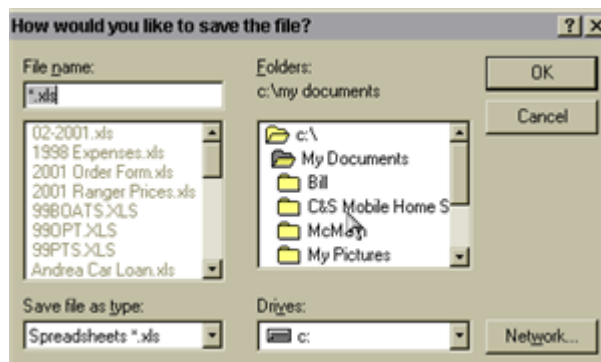 How would you like to save the file?
File name:
*.xls
02-2001.xls
1998 Expenses.xls
2001 Order Form.xls
2001 Ranger Prices.xls
99BOATS.XLS
99OPT.XLS
99PTS.XLS
Andrea Car Loan.xls
Save file as type:
Spreadsheets *.xls
Folders:
c:\my documents
c:\
My Documents
Bill
C&S Mobile Home S
My Pictures
Drives:
c:
OK
Cancel
Network...